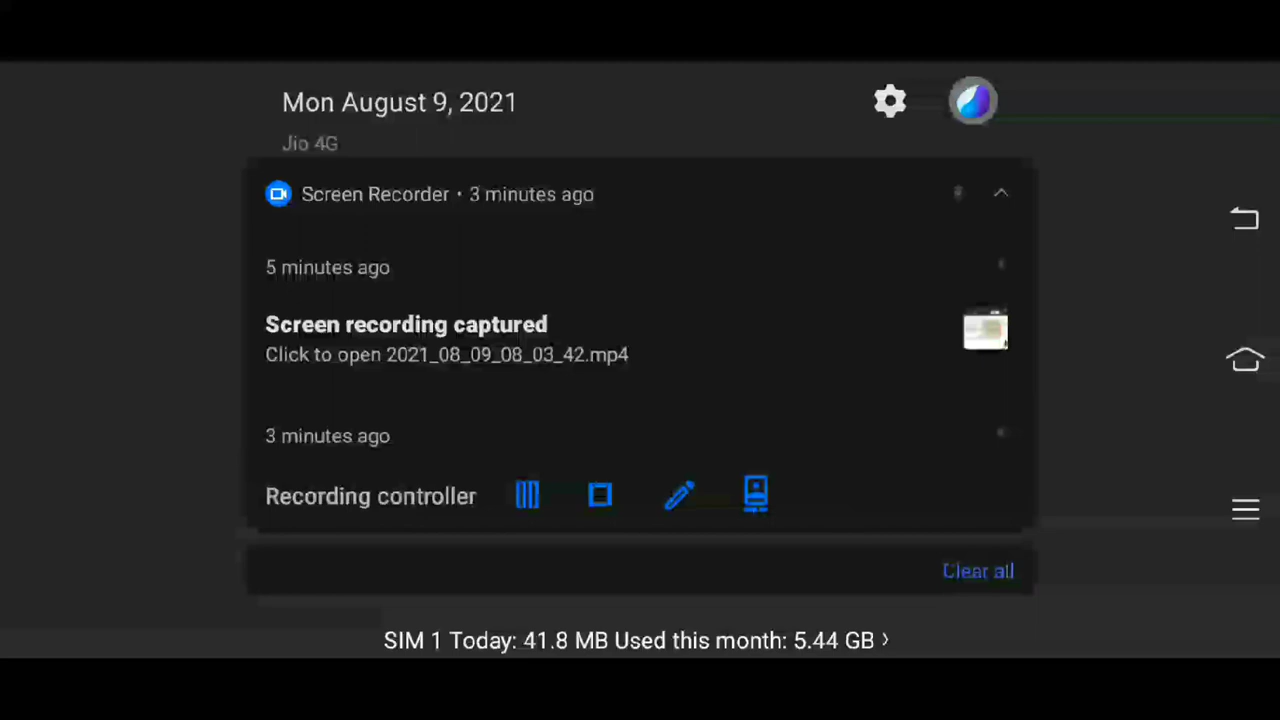 Mon August 9, 2021
Jio 4G
Screen Recorder • 3 minutes ago
5 minutes ago
Screen recording captured
Click to open 2021_08_09_08_03_42.mp4
3 minutes ago
Recording controller
Clear all
SIM 1 Today: 41.8 MB Used this month: 5.44 GB ›